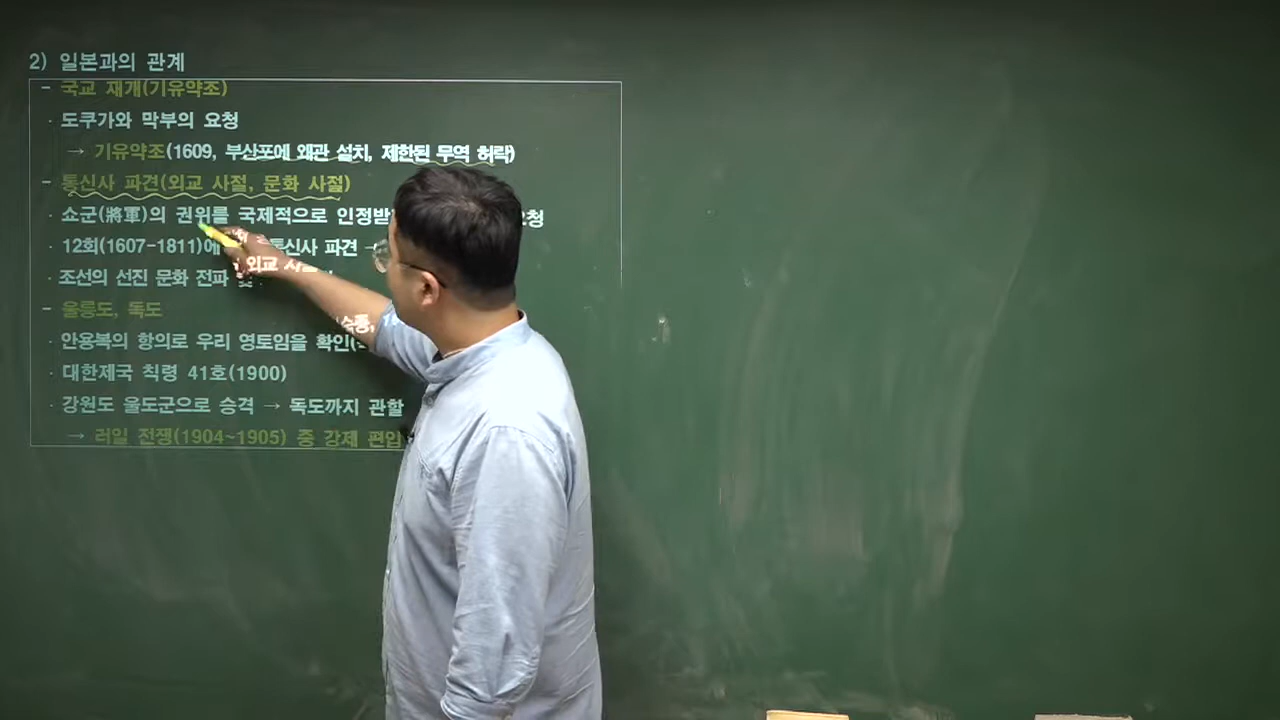 2) 일본과의 관계
- 국교 재개(기유약조)
· 도쿠가와 막부의 요청
→ 기유약조(1609, 부산포에 왜관 설치, 제한된 무역 허락)
- 통신사 파견(외교 사절, 문화 사절)
· 쇼군(將軍)의 권위를 국제적으로 인정받
· 12회(1607-1811)에 통신사 파견 →
외교
· 조선의 선진 문화 전파
- 울릉도, 독도
· 안용복의 항의로 우리 영토임을 확인(
· 대한제국 칙령 41호(1900)
· 강원도 울도군으로 승격 → 독도까지 관할
→ 러일 전쟁(1904~1905) 중 강제 편입